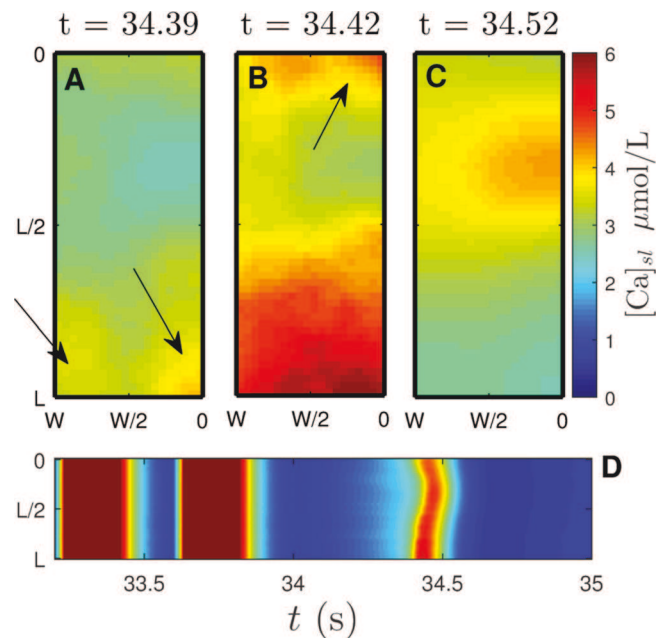 t = 34.39 t = 34.42 t = 34.52
0 A B C 6
5
4
L/2 3
2
1
L 0
W W/2 0 W W/2 0 W W/2 0
[Ca]sl μmol/L
0 D
L/2
L
33.5 34 34.5 35
t (s)